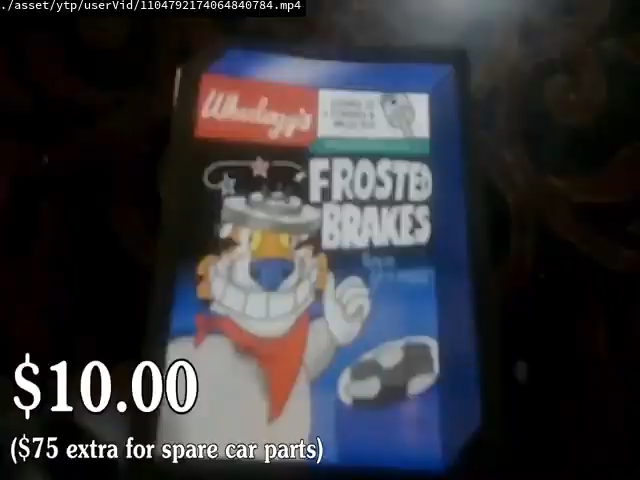 ./asset/ytp/userVid/1104792174064840784.mp4
Wheelogg's
FROSTED
BRAKES
$10.00
($75 extra for spare car parts)